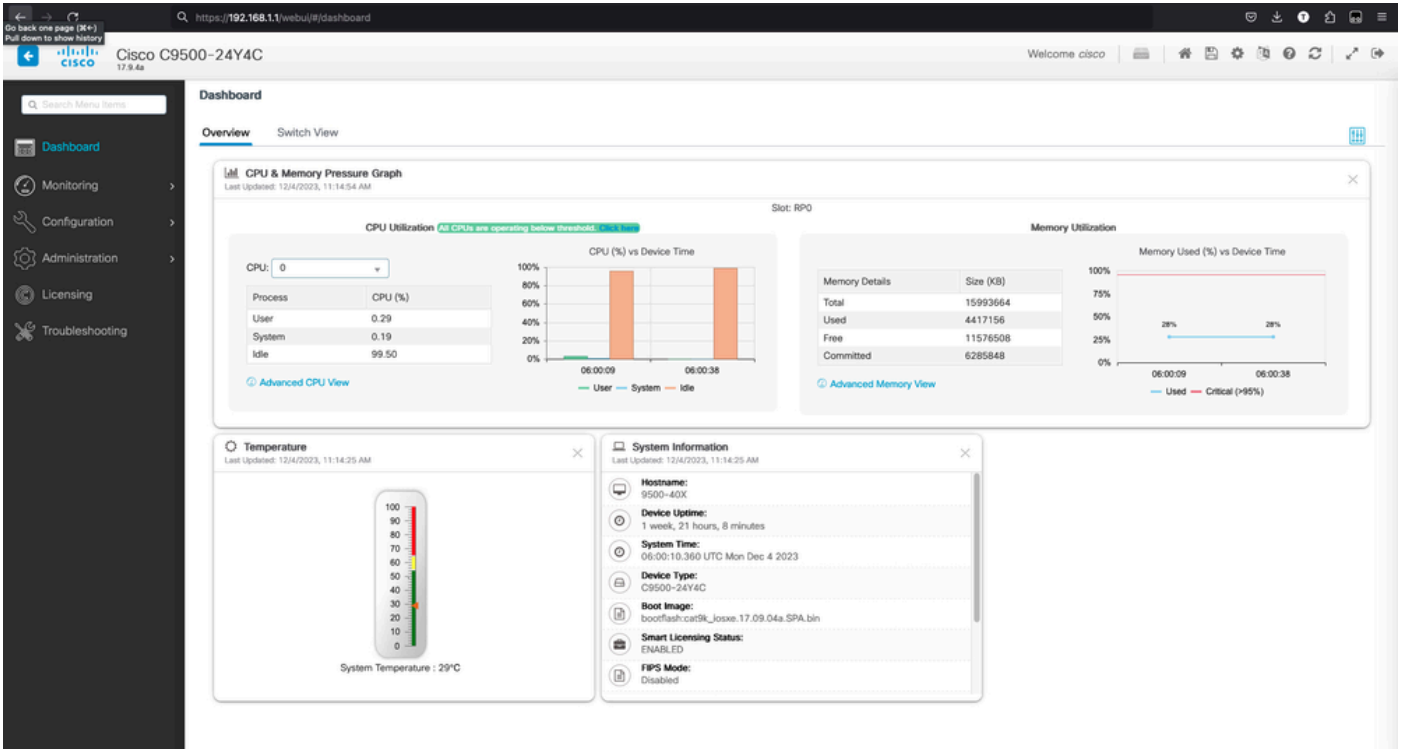 https://192.168.1.1/webui/#/dashboard
Go back one page (⌘←)
Pull down to show history
CISCO
Cisco C9500-24Y4C
17.9.4a
Welcome cisco
Search Menu Items
Dashboard
Monitoring
Configuration
Administration
Licensing
Troubleshooting
Dashboard
Overview Switch View
CPU & Memory Pressure Graph
Last Updated: 12/4/2023, 11:14:54 AM
Slot: RP0
CPU Utilization All CPUs are operating below threshold. Click here
CPU: 0
Process CPU (%)
User 0.29
System 0.19
Idle 99.50
Advanced CPU View
CPU (%) vs Device Time
100%
80%
60%
40%
20%
0%
06:00:09 06:00:38
User System Idle
Memory Utilization
Memory Details Size (KB)
Total 15993664
Used 4417156
Free 11576508
Committed 6285848
Advanced Memory View
Memory Used (%) vs Device Time
100%
75%
50%
25%
0%
28% 28%
06:00:09 06:00:38
Used Critical (>95%)
Temperature
Last Updated: 12/4/2023, 11:14:25 AM
100
90
80
70
60
50
40
30
20
10
0
System Temperature : 29°C
System Information
Last Updated: 12/4/2023, 11:14:25 AM
Hostname:
9500-40X
Device Uptime:
1 week, 21 hours, 8 minutes
System Time:
06:00:10.360 UTC Mon Dec 4 2023
Device Type:
C9500-24Y4C
Boot Image:
bootflash:cat9k_iosxe.17.09.04a.SPA.bin
Smart Licensing Status:
ENABLED
FIPS Mode:
Disabled